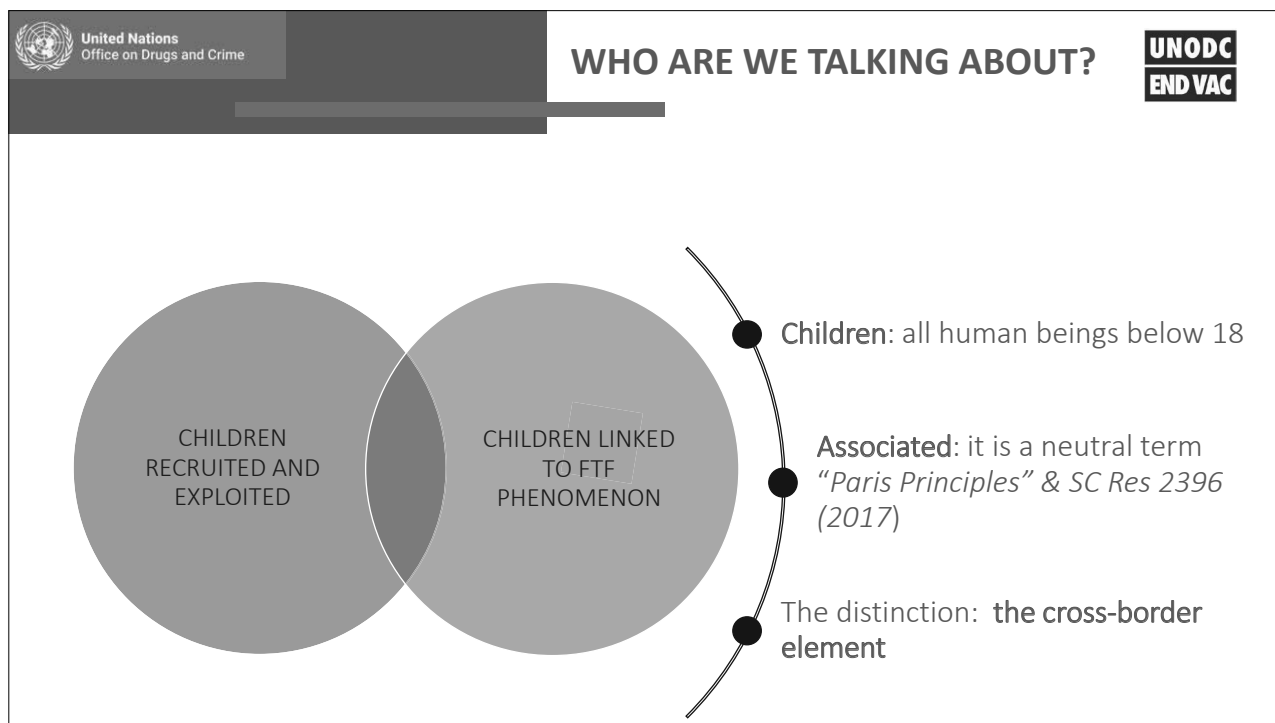 United Nations
Office on Drugs and Crime
WHO ARE WE TALKING ABOUT?
UNODC
END VAC
CHILDREN
RECRUITED AND
EXPLOITED
CHILDREN LINKED
TO FTF
PHENOMENON
Children: all human beings below 18
Associated: it is a neutral term
“Paris Principles” & SC Res 2396
(2017)
The distinction: the cross-border
element